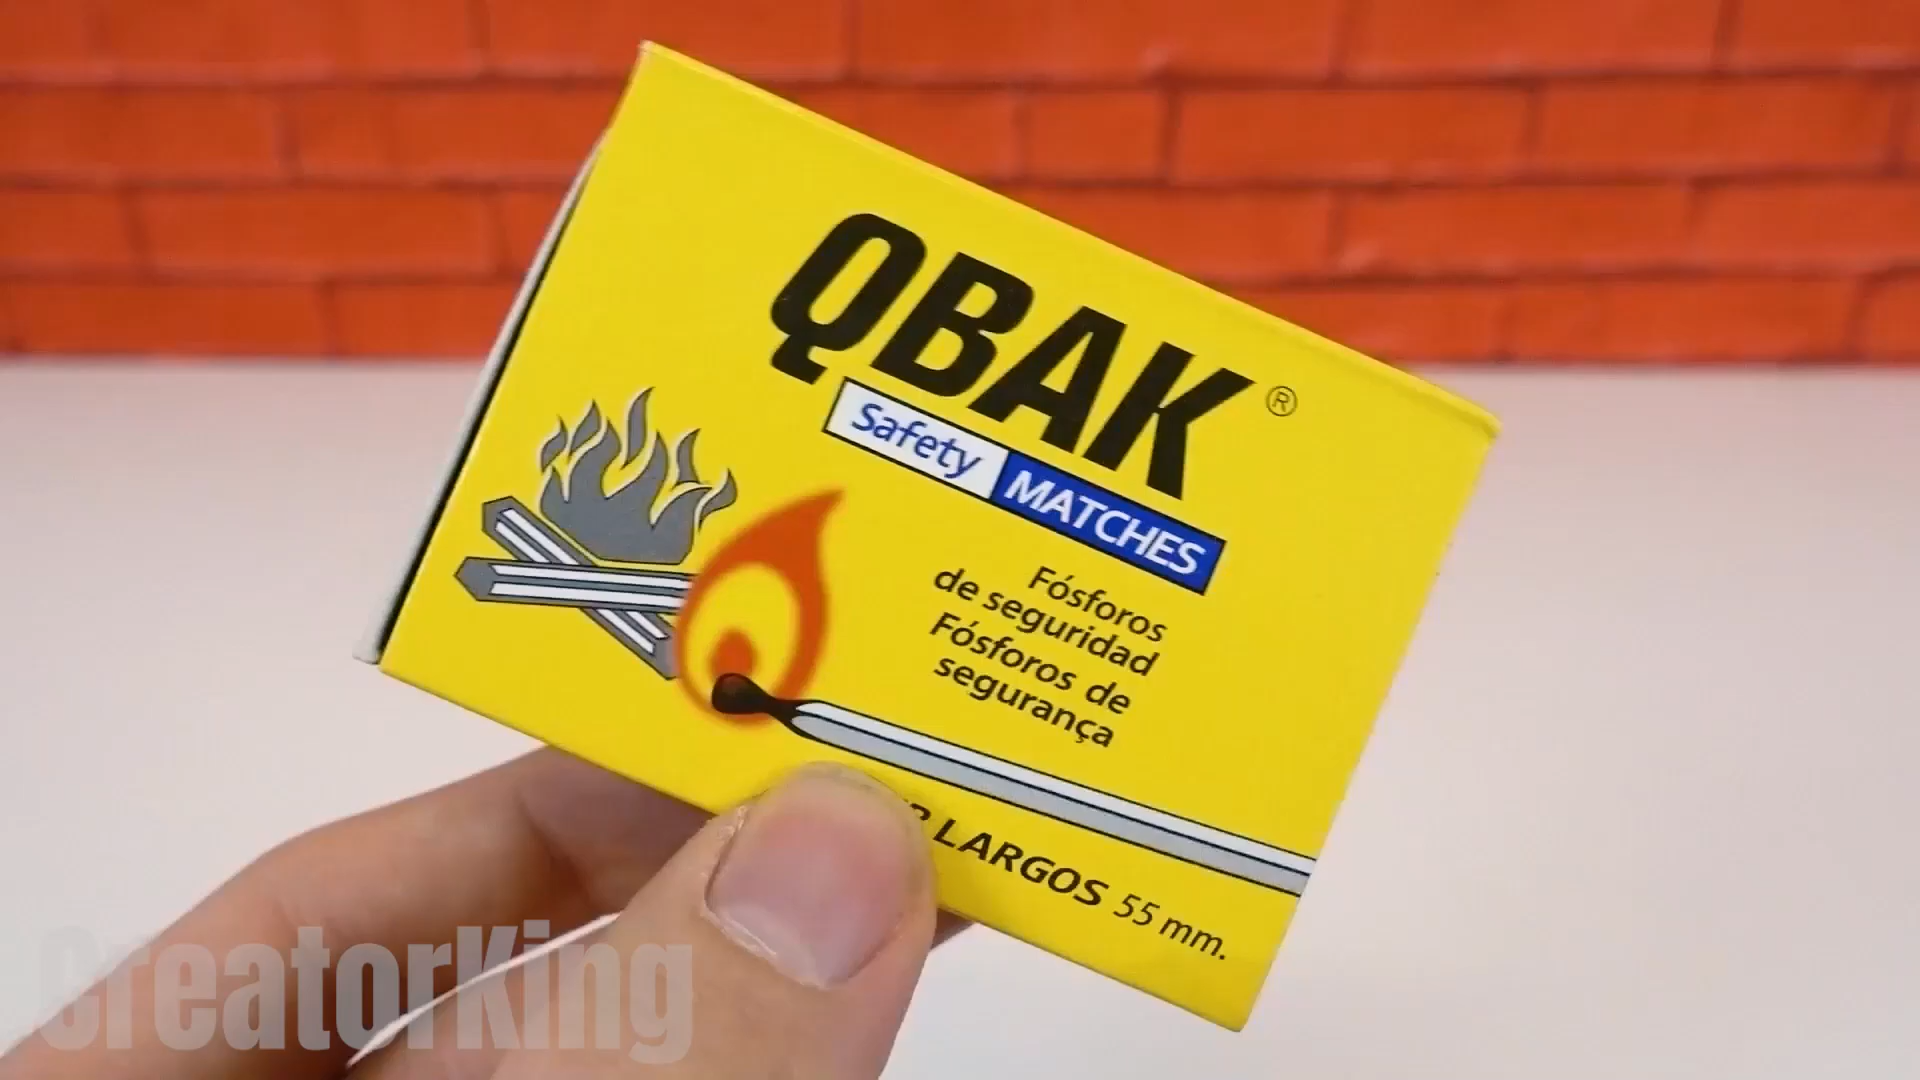 QBAK®
Safety MATCHES
Fósforos
de seguridad
Fósforos de
segurança
LARGOS 55 mm.
CreatorKing